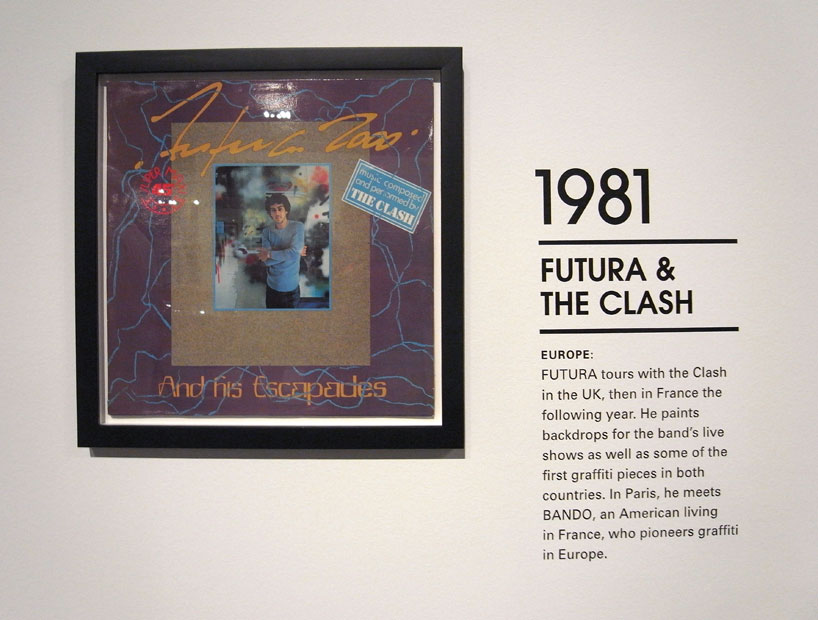 Futura 2000
music composed
and performed by
THE CLASH
And his Escapades
1981
FUTURA &
THE CLASH
EUROPE:
FUTURA tours with the Clash
in the UK, then in France the
following year. He paints
backdrops for the band's live
shows as well as some of the
first graffiti pieces in both
countries. In Paris, he meets
BANDO, an American living
in France, who pioneers graffiti
in Europe.